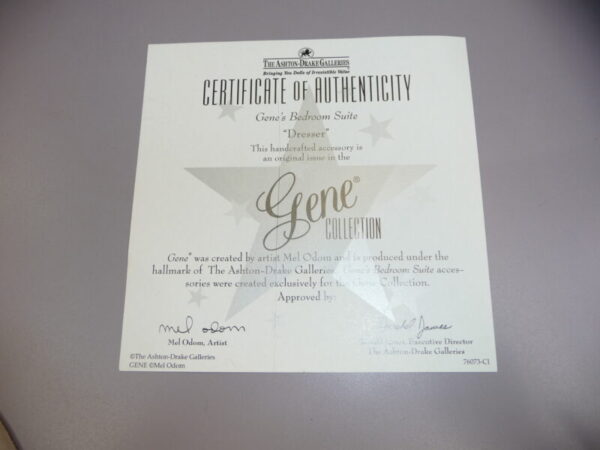 THE ASHTON-DRAKE GALLERIES
Bringing You Dolls of Irresistible Value
CERTIFICATE OF AUTHENTICITY
Gene's Bedroom Suite
"Dresser"
This handcrafted accessory is
an original issue in the
Gene®
COLLECTION
Gene® was created by artist Mel Odom and is produced under the
hallmark of The Ashton-Drake Galleries. Gene's Bedroom Suite acces-
sories were created exclusively for the Gene Collection.
Approved by:
mel odom
James
Mel Odom, Artist
Executive Director
The Ashton-Drake Galleries
©The Ashton-Drake Galleries
GENE ©Mel Odom
76073-C1